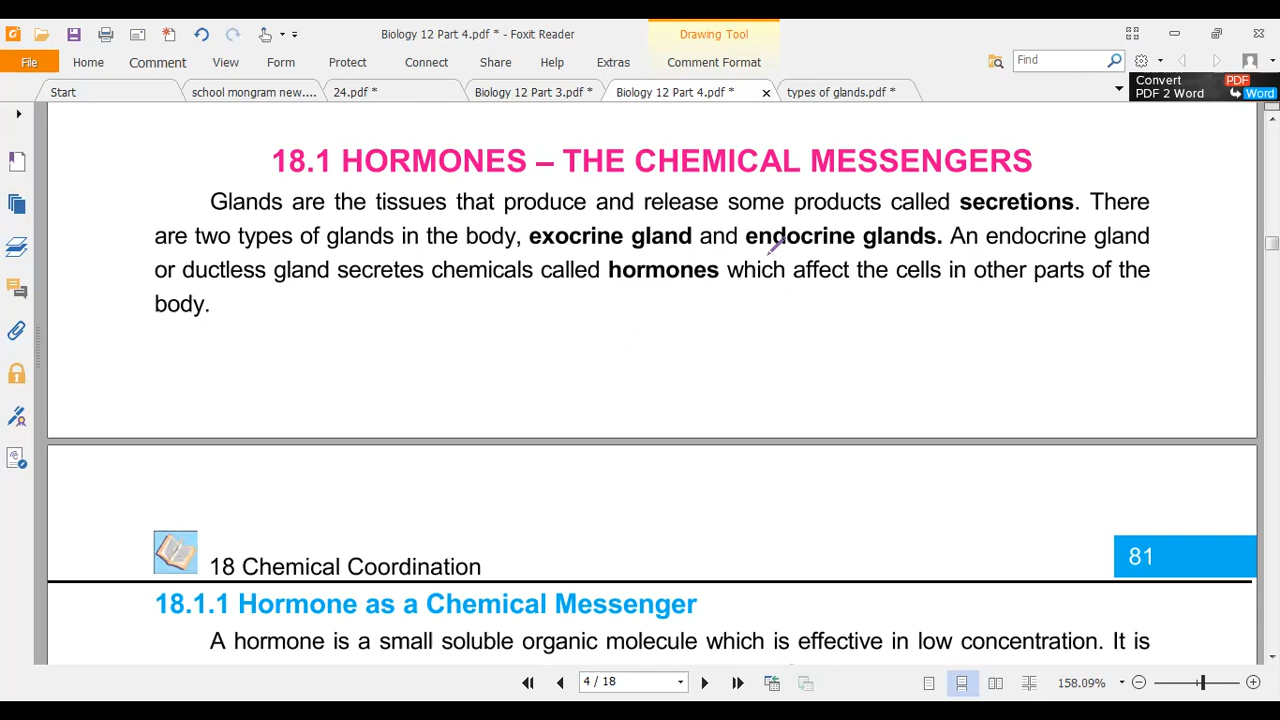 Biology 12 Part 4.pdf * - Foxit Reader
Drawing Tool
File Home Comment View Form Protect Connect Share Help Extras Comment Format
Find
Convert PDF
PDF 2 Word Word
Start school mongram new.... 24.pdf * Biology 12 Part 3.pdf * Biology 12 Part 4.pdf * types of glands.pdf *
18.1 HORMONES – THE CHEMICAL MESSENGERS
Glands are the tissues that produce and release some products called secretions. There
are two types of glands in the body, exocrine gland and endocrine glands. An endocrine gland
or ductless gland secretes chemicals called hormones which affect the cells in other parts of the
body.
18 Chemical Coordination
81
18.1.1 Hormone as a Chemical Messenger
A hormone is a small soluble organic molecule which is effective in low concentration. It is
4 / 18
158.09%